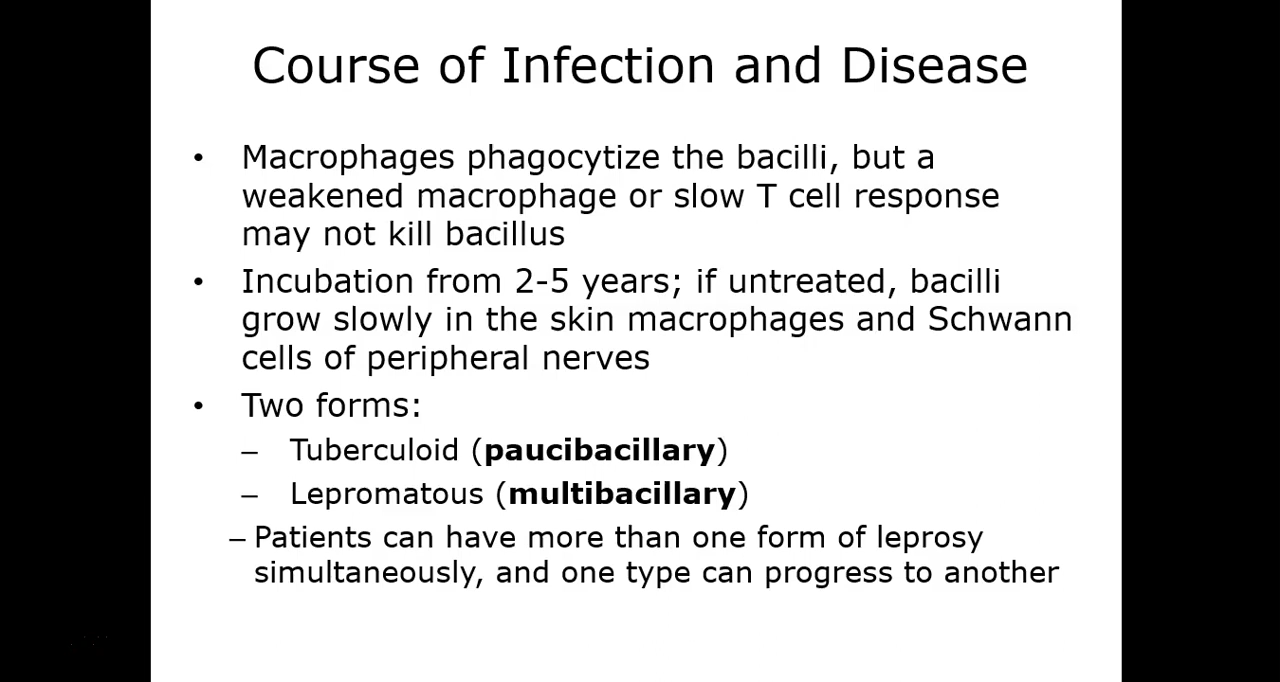 Course of Infection and Disease
• Macrophages phagocytize the bacilli, but a
weakened macrophage or slow T cell response
may not kill bacillus
• Incubation from 2-5 years; if untreated, bacilli
grow slowly in the skin macrophages and Schwann
cells of peripheral nerves
• Two forms:
– Tuberculoid (paucibacillary)
– Lepromatous (multibacillary)
– Patients can have more than one form of leprosy
simultaneously, and one type can progress to another